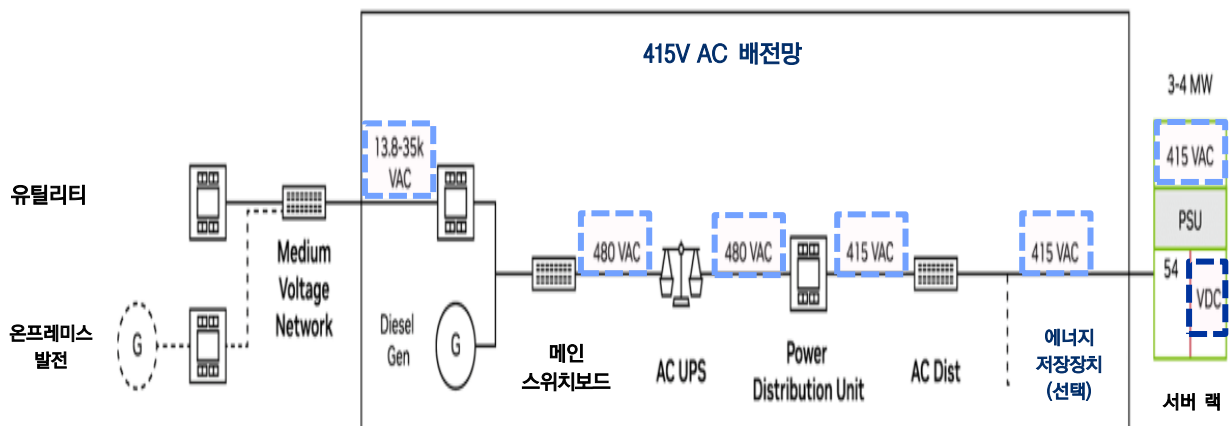 415V AC 배전망
3-4 MW
13.8-35k
VAC
415 VAC
유틸리티
PSU
480 VAC
480 VAC
415 VAC
415 VAC
54
VDC
Medium
Voltage
Network
온프레미스
발전
G
Diesel
Gen
G
메인
스위치보드
AC UPS
Power
Distribution Unit
AC Dist
에너지
저장장치
(선택)
서버 랙